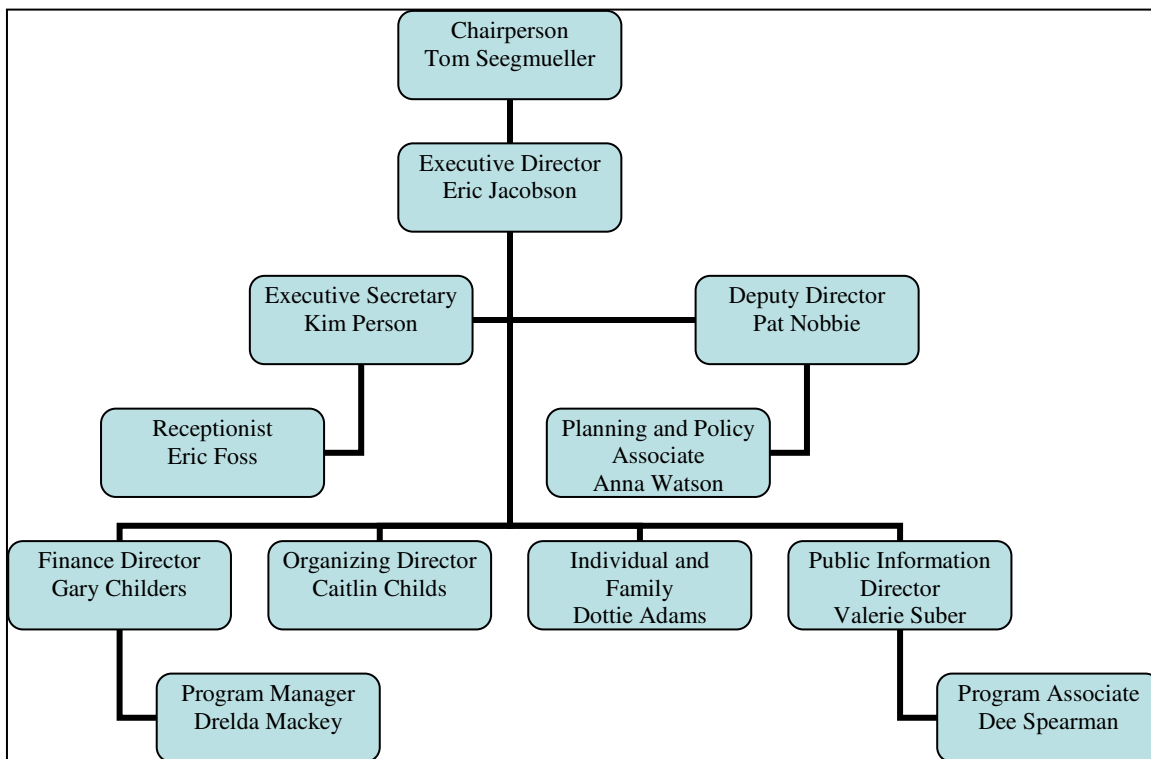 Chairperson
Tom Seegmueller
Executive Director
Eric Jacobson
Executive Secretary
Kim Person
Deputy Director
Pat Nobbie
Receptionist
Eric Foss
Planning and Policy
Associate
Anna Watson
Finance Director
Gary Childers
Organizing Director
Caitlin Childs
Individual and
Family
Dottie Adams
Public Information
Director
Valerie Suber
Program Manager
Drelda Mackey
Program Associate
Dee Spearman